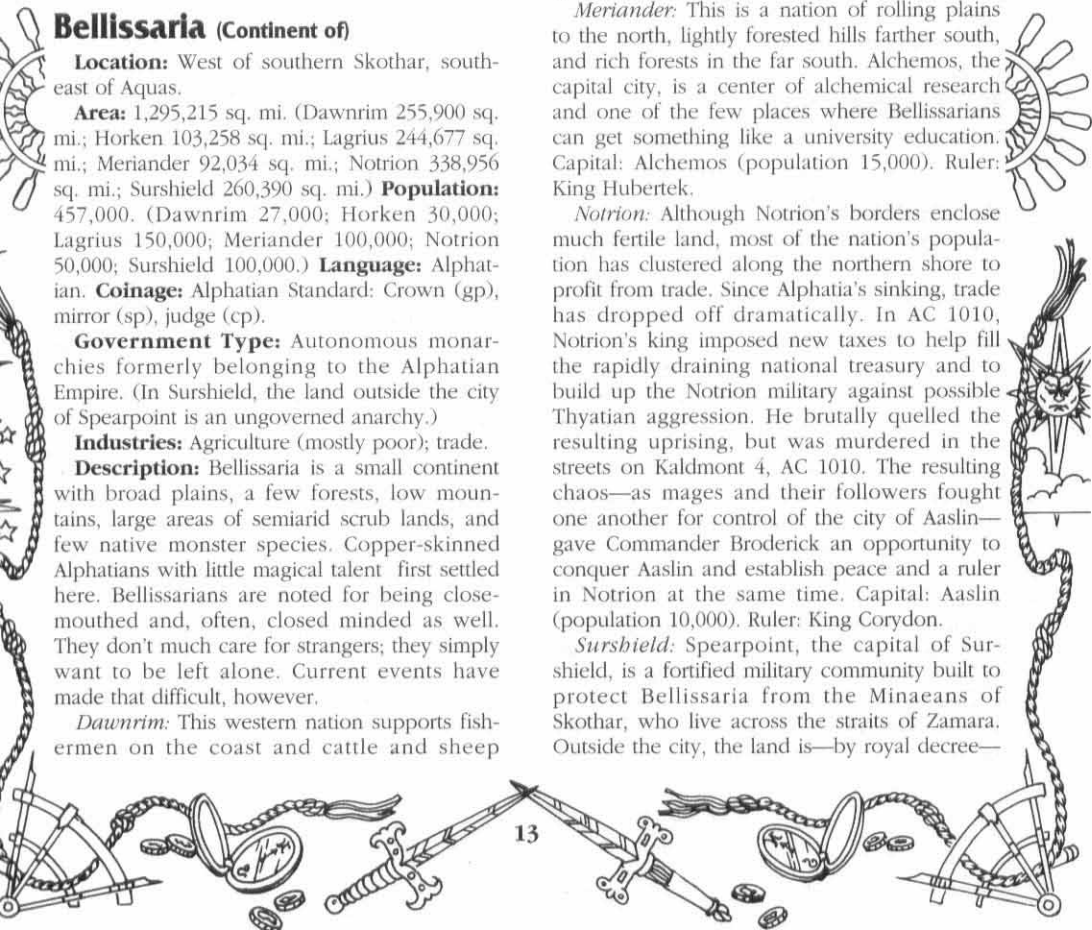 Bellissaria (Continent of)
Location: West of southern Skothar, south-
east of Aquas.
Area: 1,295,215 sq. mi. (Dawnrim 255,900 sq.
mi.; Horken 103,258 sq. mi.; Lagrius 244,677 sq.
mi.; Meriander 92,034 sq. mi.; Notrion 338,956
sq. mi.; Surshield 260,390 sq. mi.) Population:
457,000. (Dawnrim 27,000; Horken 30,000;
Lagrius 150,000; Meriander 100,000; Notrion
50,000; Surshield 100,000.) Language: Alphat-
ian. Coinage: Alphatian Standard: Crown (gp),
mirror (sp), judge (cp).
Government Type: Autonomous monar-
chies formerly belonging to the Alphatian
Empire. (In Surshield, the land outside the city
of Spearpoint is an ungoverned anarchy.)
Industries: Agriculture (mostly poor); trade.
Description: Bellissaria is a small continent
with broad plains, a few forests, low moun-
tains, large areas of semiarid scrub lands, and
few native monster species. Copper-skinned
Alphatians with little magical talent first settled
here. Bellissarians are noted for being close-
mouthed and, often, closed minded as well.
They don't much care for strangers; they simply
want to be left alone. Current events have
made that difficult, however.
Dawnrim: This western nation supports fish-
ermen on the coast and cattle and sheep
Meriander: This is a nation of rolling plains
to the north, lightly forested hills farther south,
and rich forests in the far south. Alchemos, the
capital city, is a center of alchemical research
and one of the few places where Bellissarians
can get something like a university education.
Capital: Alchemos (population 15,000). Ruler:
King Hubertek.
Notrion: Although Notrion's borders enclose
much fertile land, most of the nation's popula-
tion has clustered along the northern shore to
profit from trade. Since Alphatia's sinking, trade
has dropped off dramatically. In AC 1010,
Notrion's king imposed new taxes to help fill
the rapidly draining national treasury and to
build up the Notrion military against possible
Thyatian aggression. He brutally quelled the
resulting uprising, but was murdered in the
streets on Kaldmont 4, AC 1010. The resulting
chaos—as mages and their followers fought
one another for control of the city of Aaslin—
gave Commander Broderick an opportunity to
conquer Aaslin and establish peace and a ruler
in Notrion at the same time. Capital: Aaslin
(population 10,000). Ruler: King Corydon.
Surshield: Spearpoint, the capital of Sur-
shield, is a fortified military community built to
protect Bellissaria from the Minaeans of
Skothar, who live across the straits of Zamara.
Outside the city, the land is—by royal decree—
13